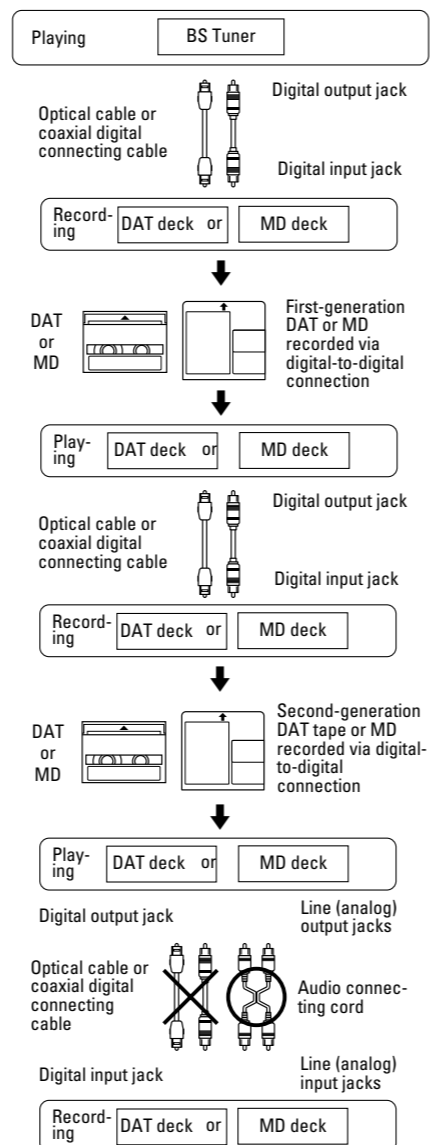 Playing
BS Tuner
Optical cable or
coaxial digital
connecting cable
Digital output jack
Digital input jack
Record-
ing
DAT deck or
MD deck
DAT
or
MD
First-generation
DAT or MD
recorded via
digital-to-digital
connection
Play-
ing
DAT deck or
MD deck
Optical cable or
coaxial digital
connecting cable
Digital output jack
Digital input jack
Record-
ing
DAT deck or
MD deck
DAT
or
MD
Second-generation
DAT tape or MD
recorded via digital-
to-digital
connection
Play-
ing
DAT deck or
MD deck
Digital output jack
Line (analog)
output jacks
Optical cable or
coaxial digital
connecting
cable
Audio connec-
ting cord
Digital input jack
Line (analog)
input jacks
Record-
ing
DAT deck or
MD deck